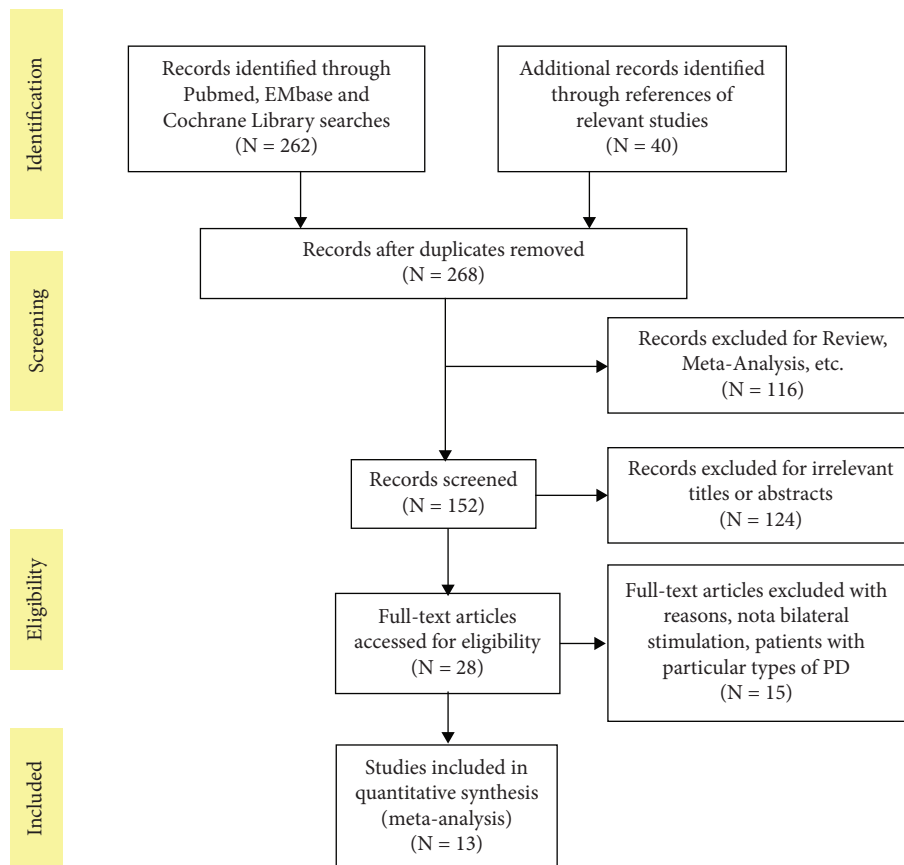 Identification
Records identified through
Pubmed, EMbase and
Cochrane Library searches
(N = 262)
Additional records identified
through references of
relevant studies
(N = 40)
Records after duplicates removed
(N = 268)
Screening
Records excluded for Review,
Meta-Analysis, etc.
(N = 116)
Records screened
(N = 152)
Records excluded for irrelevant
titles or abstracts
(N = 124)
Eligibility
Full-text articles
accessed for eligibility
(N = 28)
Full-text articles excluded with
reasons, nota bilateral
stimulation, patients with
particular types of PD
(N = 15)
Included
Studies included in
quantitative synthesis
(meta-analysis)
(N = 13)